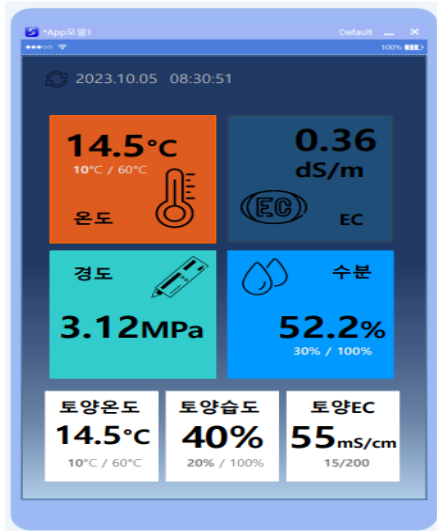 *App모델1 Default
100%
2023.10.05 08:30:51
14.5°C
10°C / 60°C
온도
0.36
dS/m
EC
EC
경도
3.12MPa
수분
52.2%
30% / 100%
토양온도
14.5°C
10°C / 60°C
토양습도
40%
20% / 100%
토양EC
55mS/cm
15/200